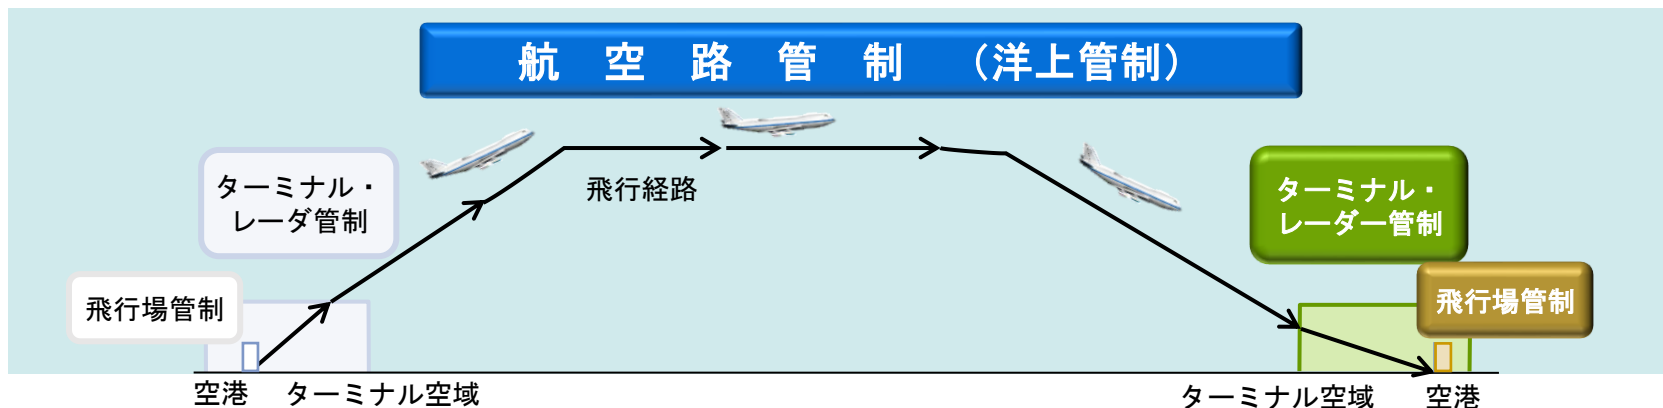 航空路管制（洋上管制）
ターミナル・
レーダ管制
飛行経路
ターミナル・
レーダー管制
飛行場管制
飛行場管制
空港
ターミナル空域
ターミナル空域
空港